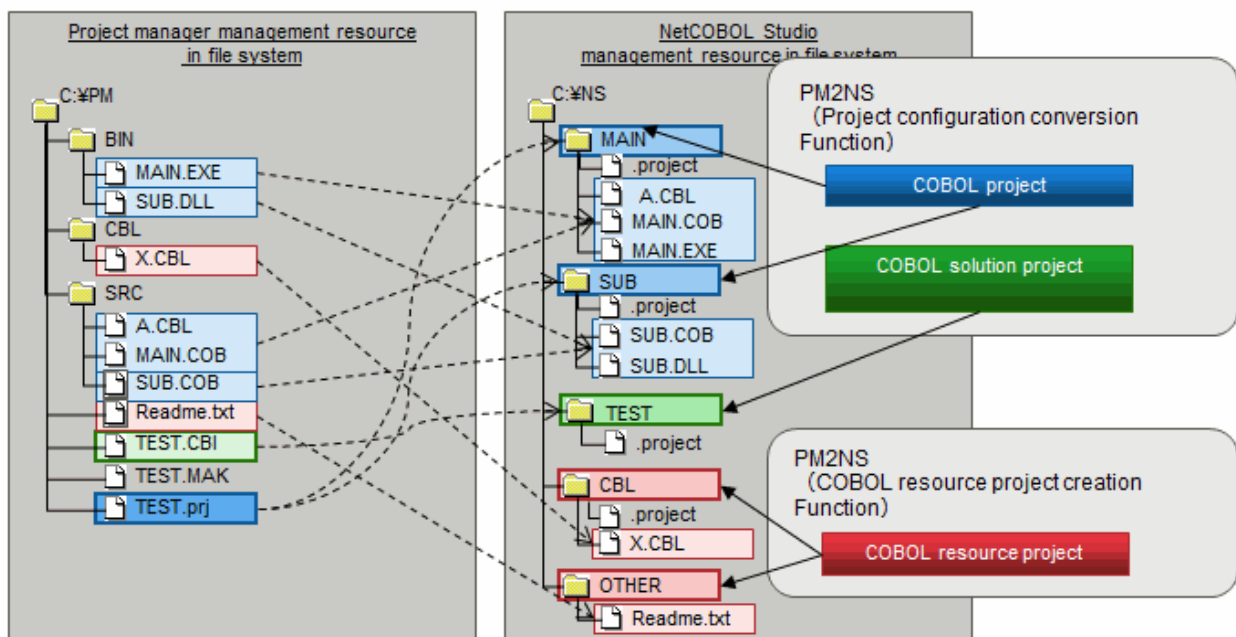 Project manager management resource
in file system
C:¥PM
BIN
MAIN.EXE
SUB.DLL
CBL
X.CBL
SRC
A.CBL
MAIN.COB
SUB.COB
Readme.txt
TEST.CBI
TEST.MAK
TEST.prj
NetCOBOL Studio
management resource in file system
C:¥NS
MAIN
.project
A.CBL
MAIN.COB
MAIN.EXE
SUB
.project
SUB.COB
SUB.DLL
TEST
.project
CBL
.project
X.CBL
OTHER
Readme.txt
PM2NS
（Project configuration conversion
Function）
COBOL project
COBOL solution project
PM2NS
（COBOL resource project creation
Function）
COBOL resource project